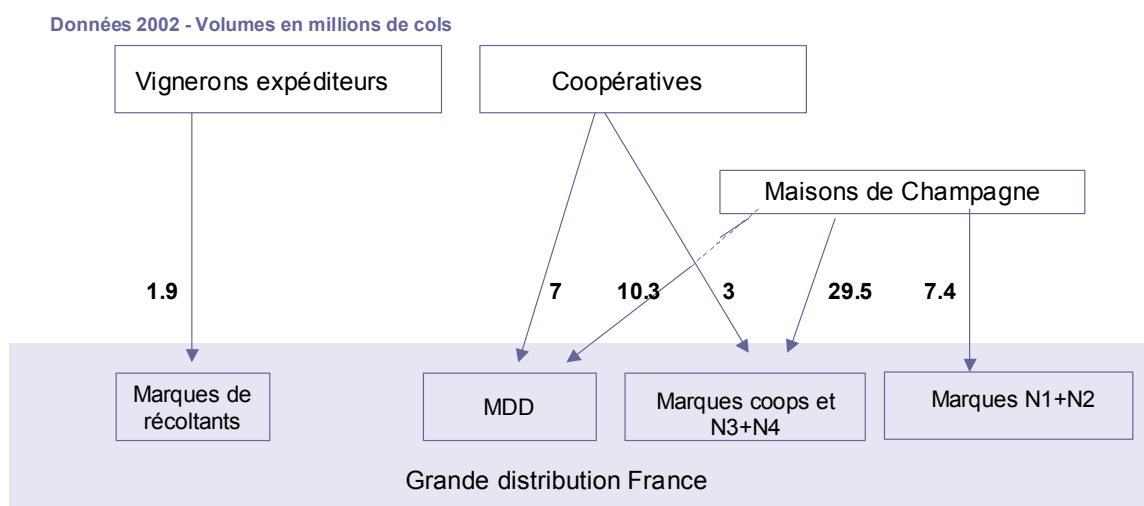 Données 2002 - Volumes en millions de cols
Vignerons expéditeurs
Coopératives
Maisons de Champagne
1.9
7
10.3
3
29.5
7.4
Marques de
récoltants
MDD
Marques coops et
N3+N4
Marques N1+N2
Grande distribution France